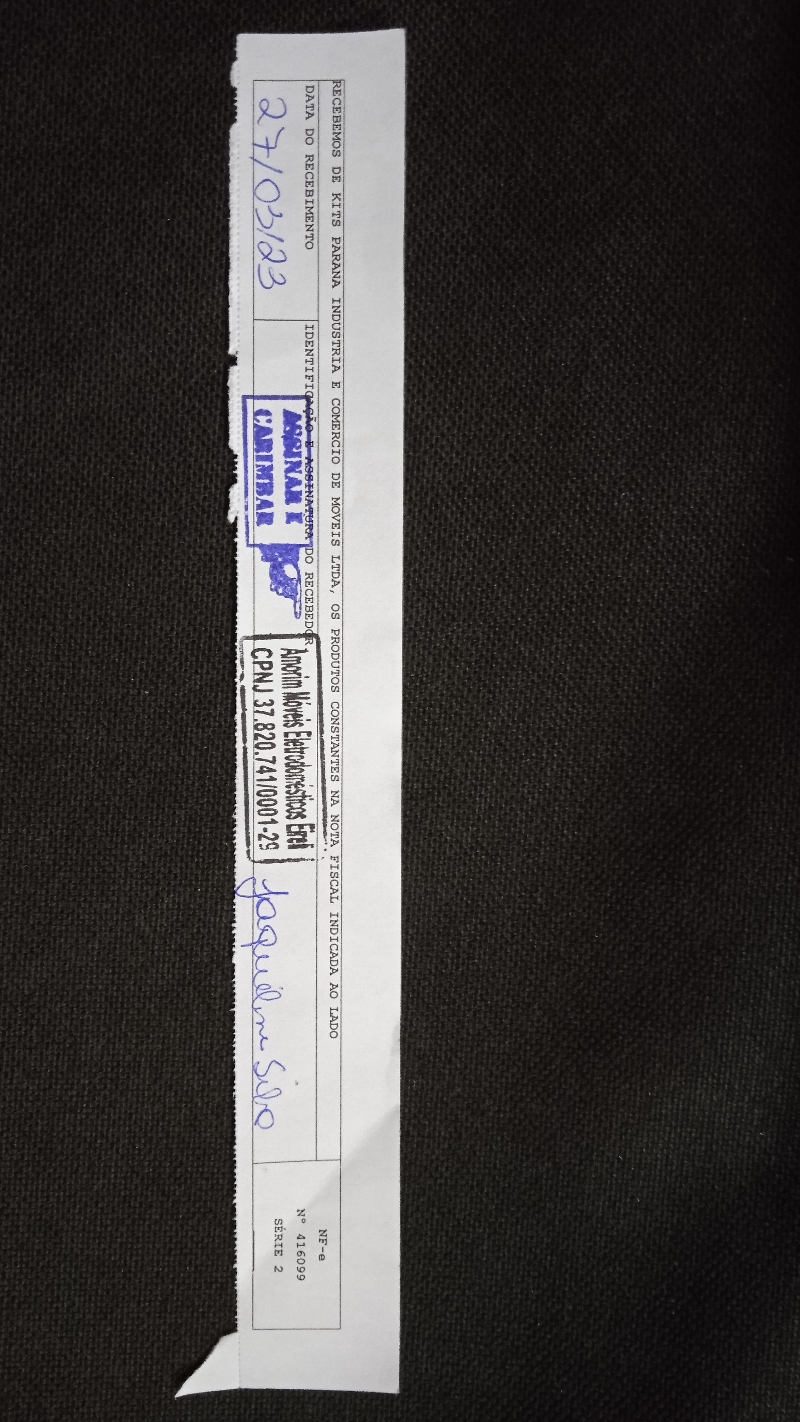 RECEBEMOS DE KITS PARANA INDUSTRIA E COMERCIO DE MOVEIS LTDA, OS PRODUTOS CONSTANTES NA NOTA FISCAL INDICADA AO LADO
DATA DO RECEBIMENTO
27/03/23
IDENTIFICAÇÃO E ASSINATURA DO RECEBEDOR
ASSINAR E
CARIMBAR
Amorim Móveis Eletrodomésticos Eireli
CPNJ 37.820.741/0001-29
Jaqueline Silva
NF-e
Nº 416099
SÉRIE 2